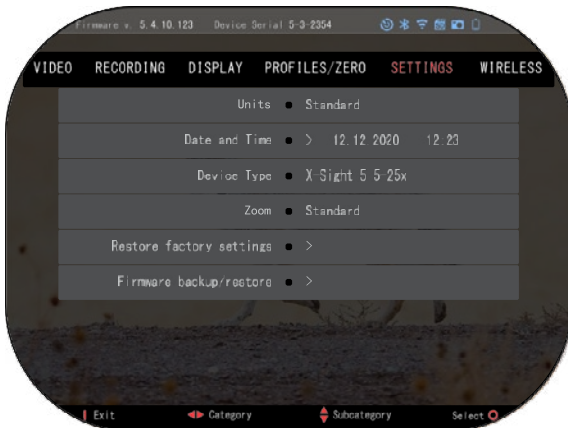 Firmware v. 5.4.10.123 Device Serial 5-3-2354
VIDEO RECORDING DISPLAY PROFILES/ZERO SETTINGS WIRELESS
Units Standard
Date and Time > 12.12.2020 12.23
Device Type X-Sight 5 5-25x
Zoom Standard
Restore factory settings >
Firmware backup/restore >
Exit Category Subcategory Select